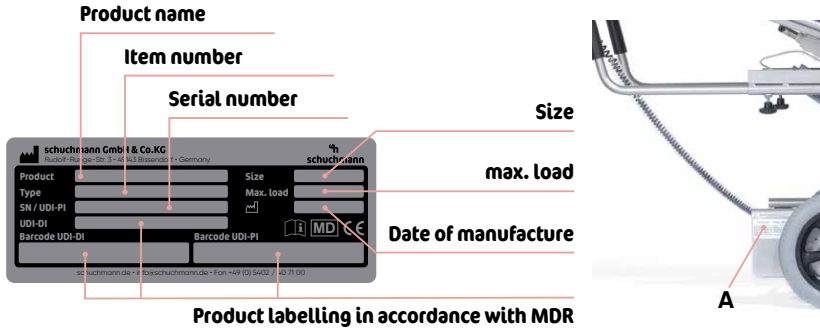 Product name
Item number
Serial number
Size
max. load
Date of manufacture
schuchmann GmbH & Co.KG
Rudolf-Runge-Str. 3 • 49143 Bissendorf • Germany
schuchmann
Product
Size
Type
Max. load
SN / UDI-PI
UDI-DI
MD CE
Barcode UDI-DI
Barcode UDI-PI
schuchmann.de • info@schuchmann.de • Fon +49 (0) 5402 / 40 71 00
Product labelling in accordance with MDR
A